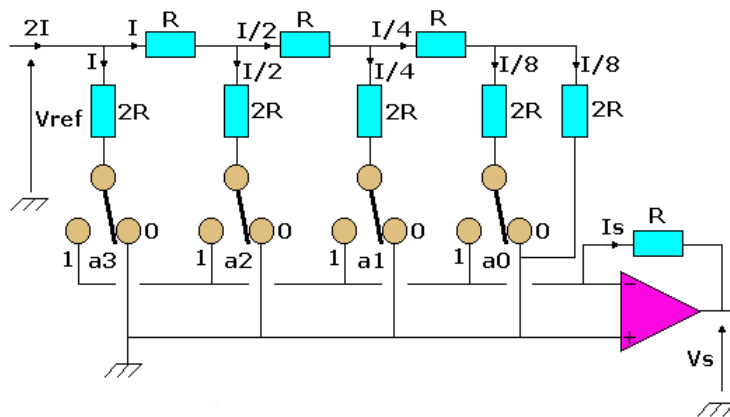 2I I R I/2 R I/4 R
I I/2 I/4 I/8 I/8
Vref 2R 2R 2R 2R 2R
0 0 0 0 Is R
1 a3 1 a2 1 a1 1 a0
−
+
Vs